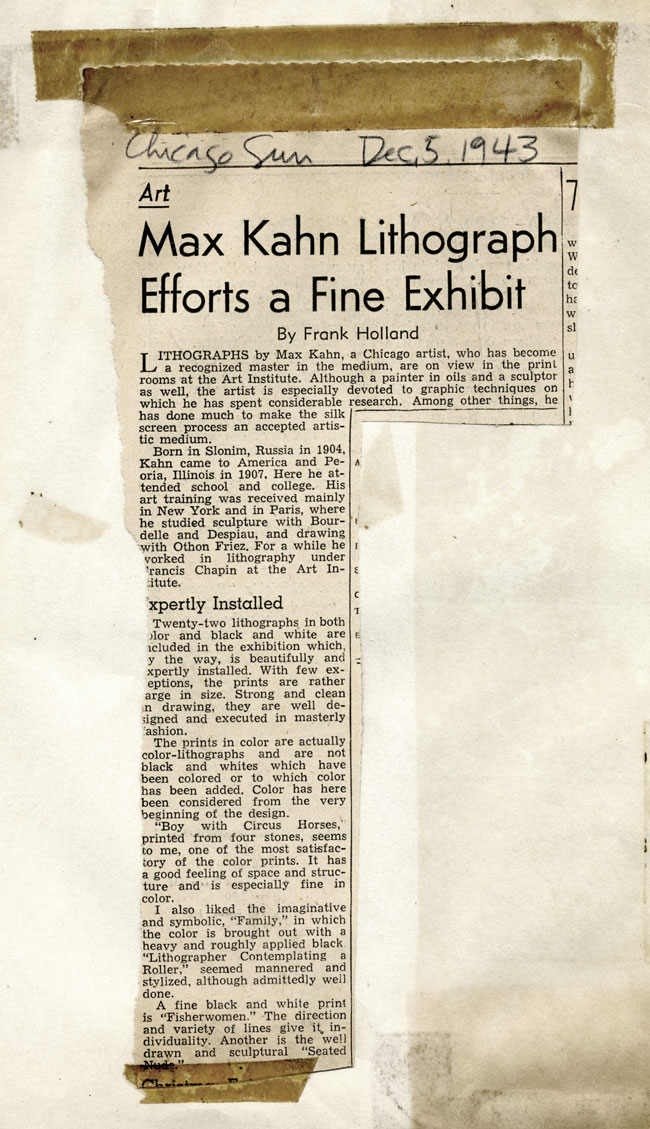 Chicago Sun Dec, 5, 1943
Art
Max Kahn Lithograph
Efforts a Fine Exhibit
By Frank Holland
LITHOGRAPHS by Max Kahn, a Chicago artist, who has become
a recognized master in the medium, are on view in the print
rooms at the Art Institute. Although a painter in oils and a sculptor
as well, the artist is especially devoted to graphic techniques on
which he has spent considerable research. Among other things, he
has done much to make the silk
screen process an accepted artis-
tic medium.
Born in Slonim, Russia in 1904,
Kahn came to America and Pe-
oria, Illinois in 1907. Here he at-
tended school and college. His
art training was received mainly
in New York and in Paris, where
he studied sculpture with Bour-
delle and Despiau, and drawing
with Othon Friez. For a while he
worked in lithography under
rancis Chapin at the Art In-
titute.
xpertly Installed
Twenty-two lithographs in both
olor and black and white are
ncluded in the exhibition which,
y the way, is beautifully and
xpertly installed. With few ex-
eptions, the prints are rather
arge in size. Strong and clean
n drawing, they are well de-
signed and executed in masterly
fashion.
The prints in color are actually
color-lithographs and are not
black and whites which have
been colored or to which color
has been added. Color has here
been considered from the very
beginning of the design.
"Boy with Circus Horses,"
printed from four stones, seems
to me, one of the most satisfac-
tory of the color prints. It has
a good feeling of space and struc-
ture and is especially fine in
color.
I also liked the imaginative
and symbolic, "Family," in which
the color is brought out with a
heavy and roughly applied black
"Lithographer Contemplating a
Roller," seemed mannered and
stylized, although admittedly well
done.
A fine black and white print
is "Fisherwomen." The direction
and variety of lines give it in-
dividuality. Another is the well
drawn and sculptural "Seated
Nude."